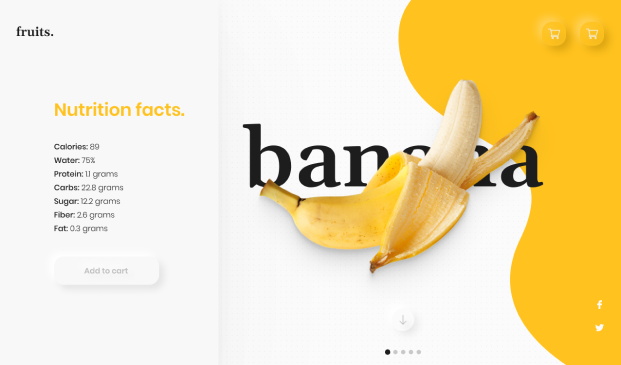 fruits.
Nutrition facts.
banana
Calories: 89
Water: 75%
Protein: 1.1 grams
Carbs: 22.8 grams
Sugar: 12.2 grams
Fiber: 2.6 grams
Fat: 0.3 grams
Add to cart